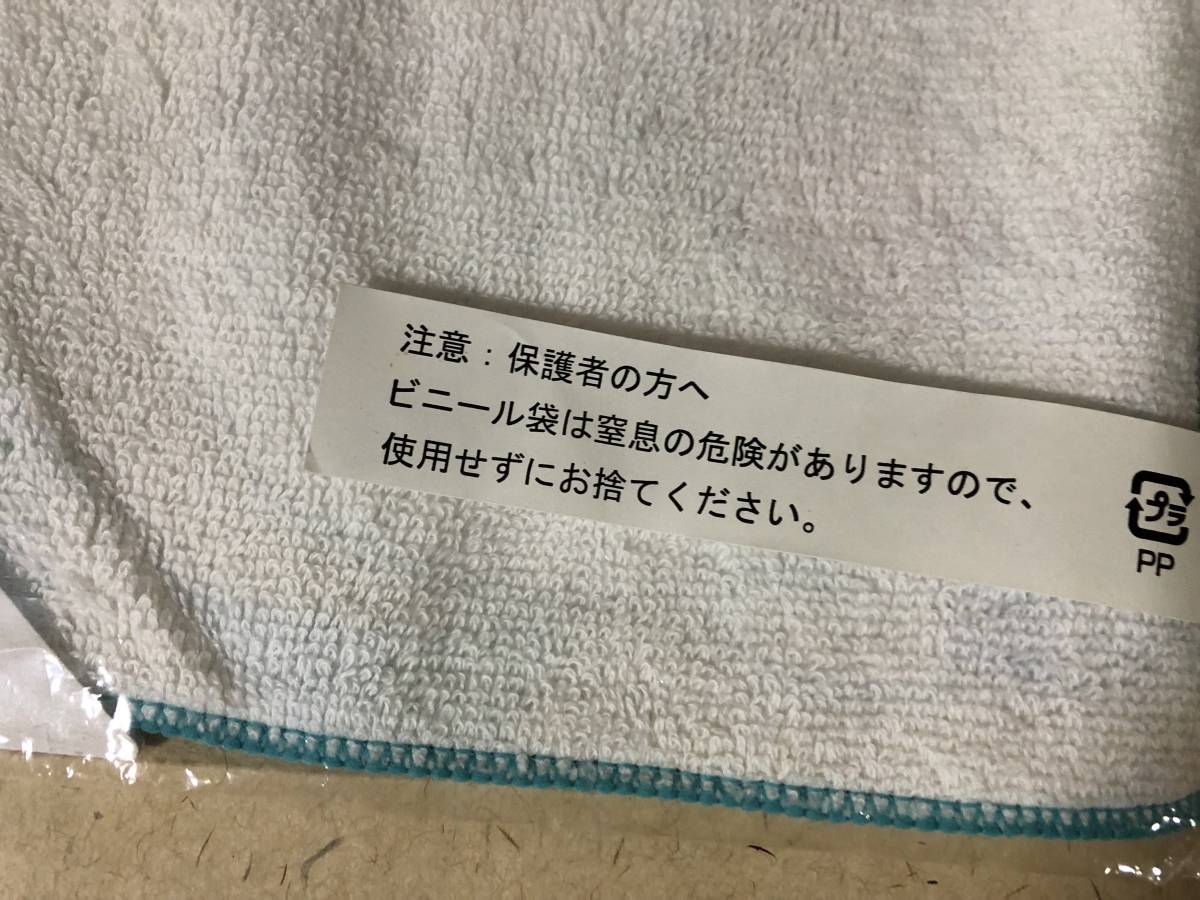 注意：保護者の方へ
ビニール袋は窒息の危険がありますので、
使用せずにお捨てください。
プラ
PP